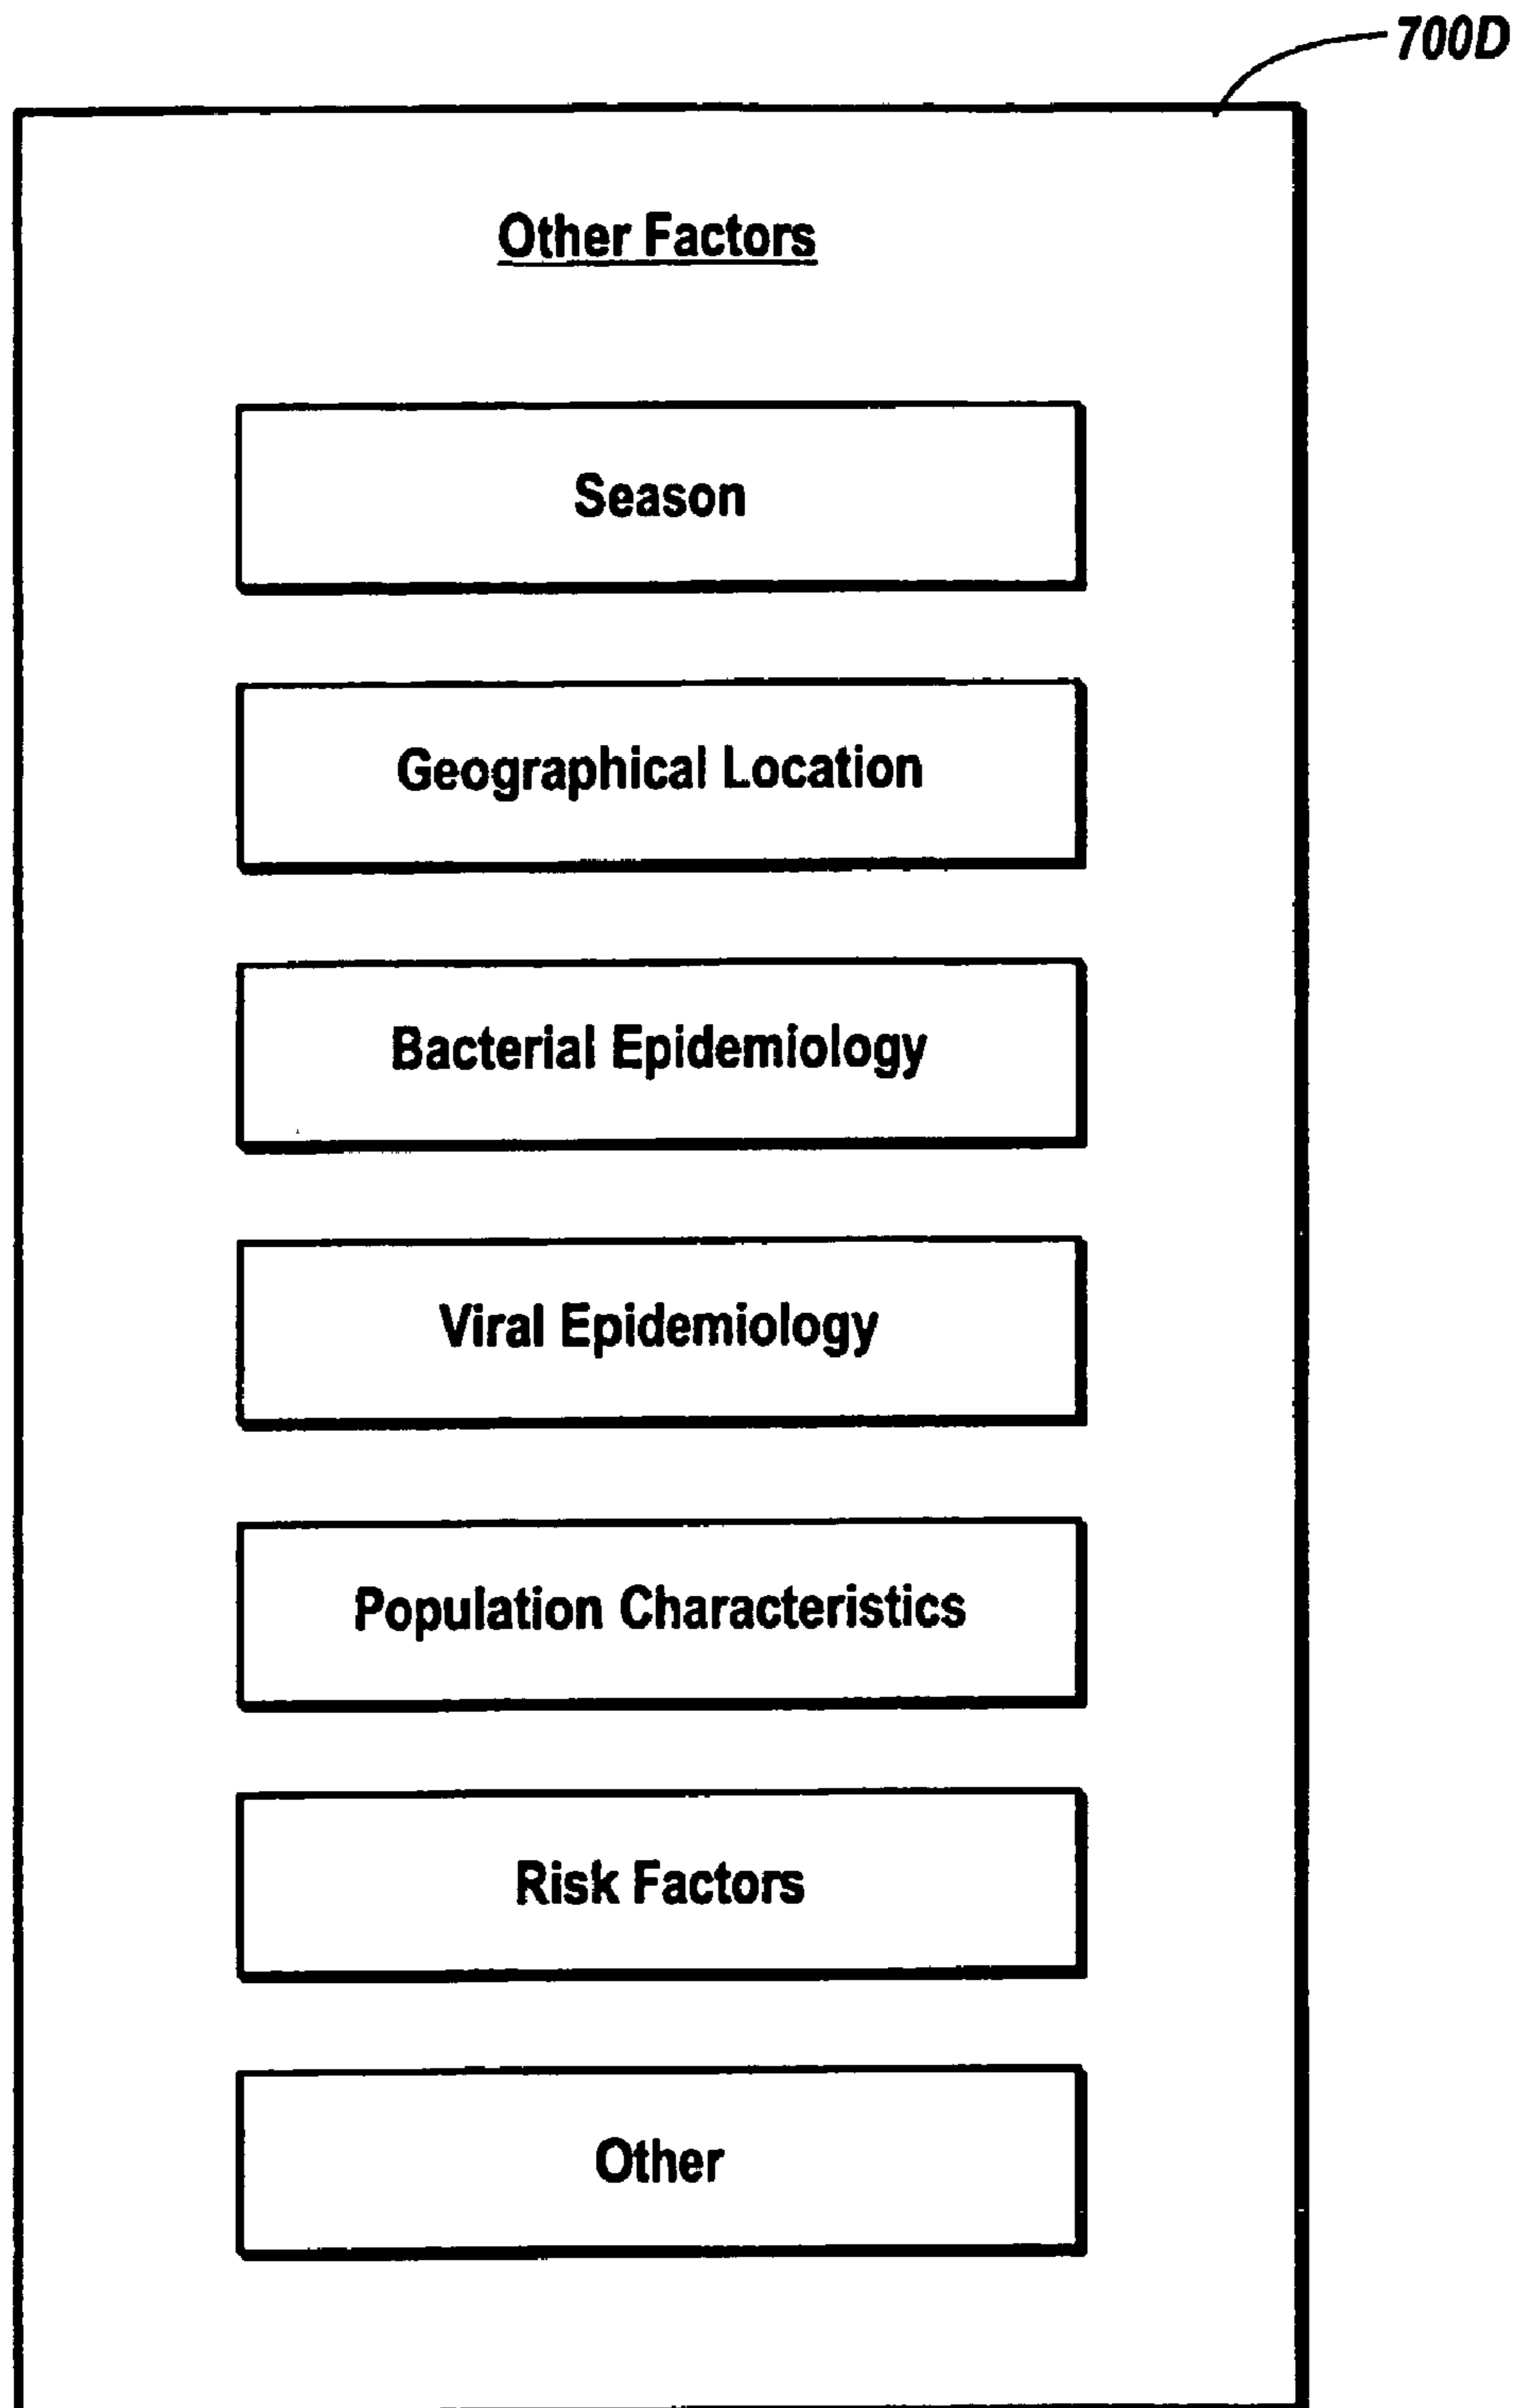 700D
Other Factors
Season
Geographical Location
Bacterial Epidemiology
Viral Epidemiology
Population Characteristics
Risk Factors
Other